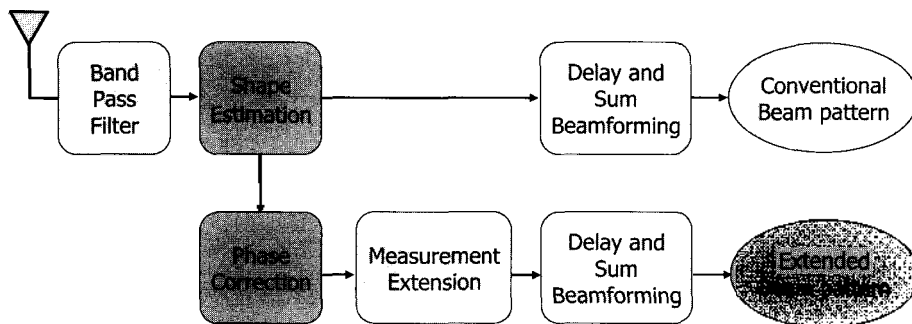 Band
Pass
Filter
Shape
Estimation
Delay and
Sum
Beamforming
Conventional
Beam pattern
Phase
Correction
Measurement
Extension
Delay and
Sum
Beamforming
Extended